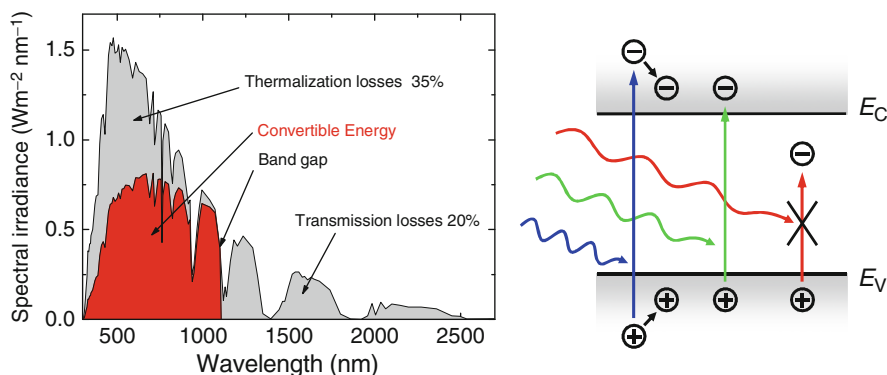 Spectral irradiance (Wm⁻² nm⁻¹)
1.5
1.0
0.5
0.0
Thermalization losses 35%
Convertible Energy
Band gap
Transmission losses 20%
500
1000
1500
2000
2500
Wavelength (nm)
E_C
E_V